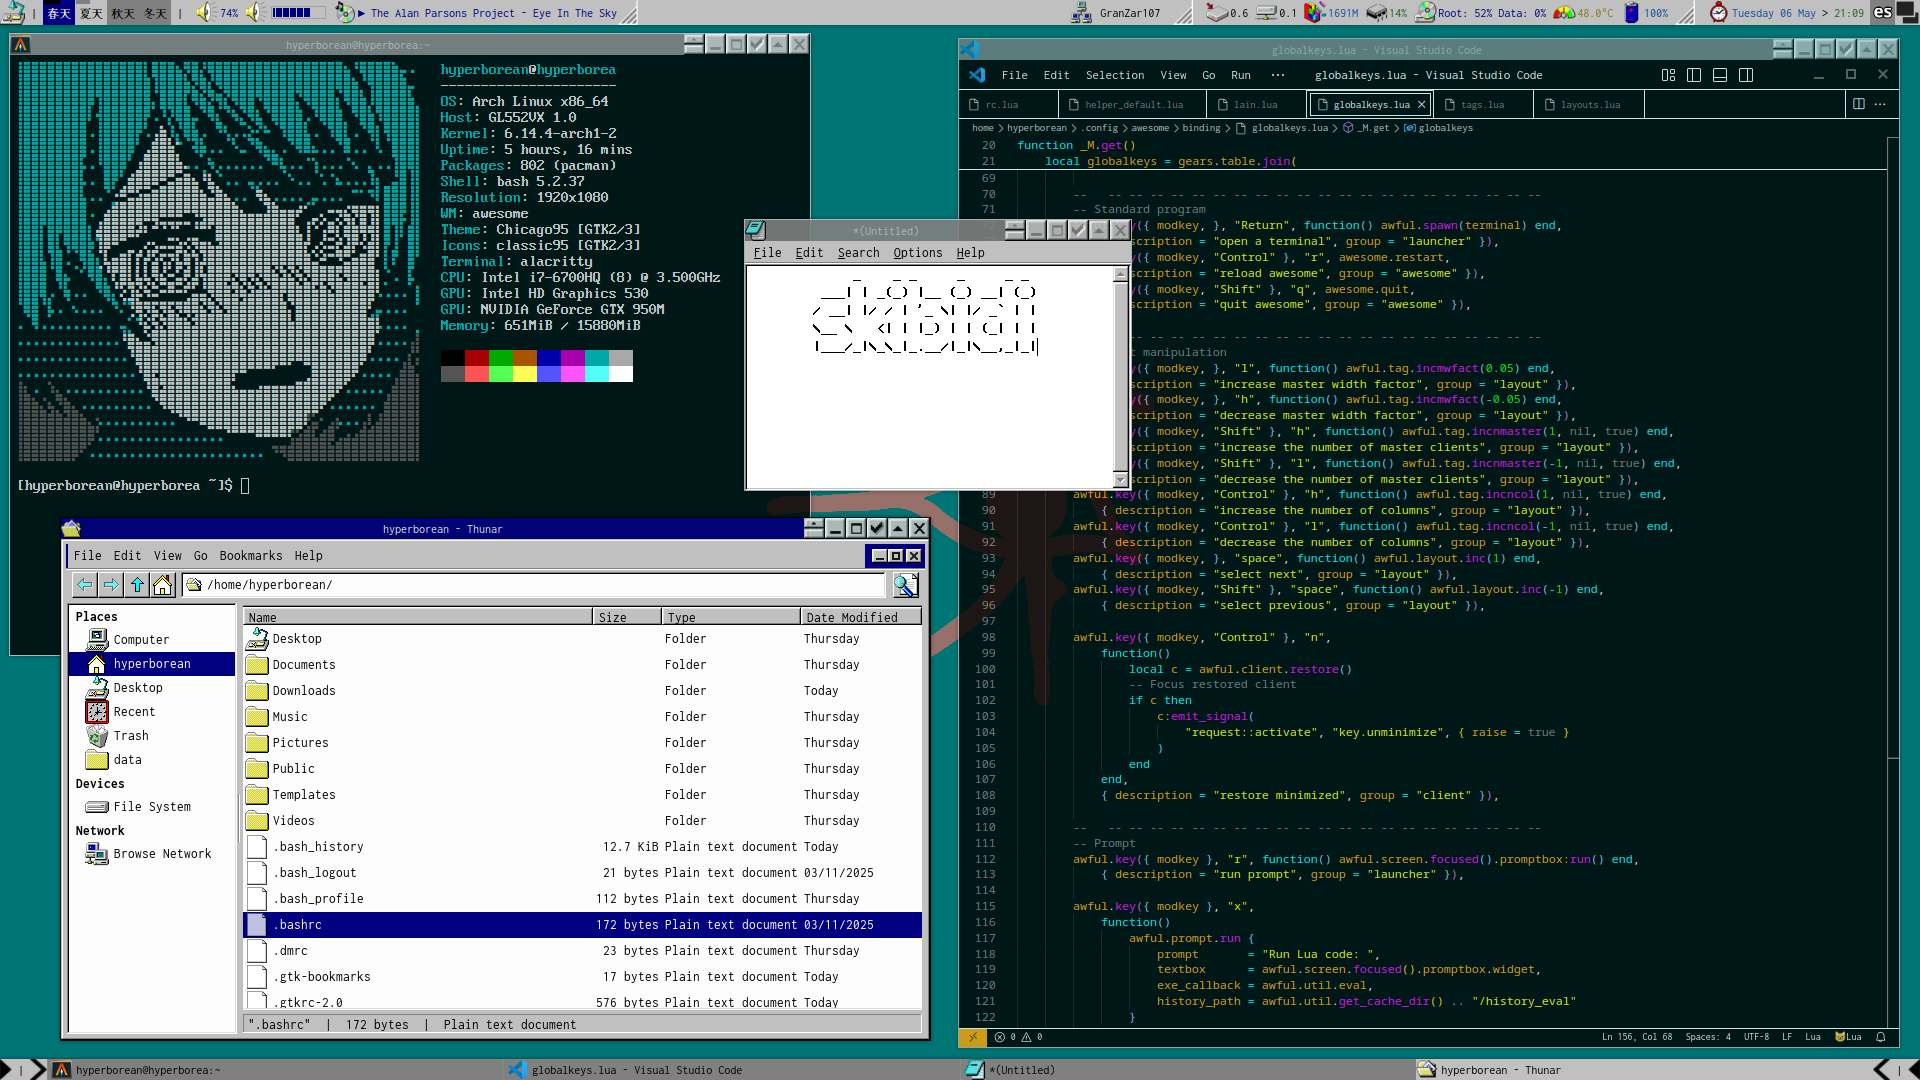 春天 夏天 秋天 冬天 | 74% ▶ The Alan Parsons Project - Eye In The Sky
GranZar107 0.6 0.1 1691M 14% Root: 52% Data: 0% 48.0°C 100% Tuesday 06 May > 21:09 es
hyperborean@hyperborea:~
hyperborean@hyperborea
----------------------
OS: Arch Linux x86_64
Host: GL552VX 1.0
Kernel: 6.14.4-arch1-2
Uptime: 5 hours, 16 mins
Packages: 802 (pacman)
Shell: bash 5.2.37
Resolution: 1920x1080
WM: awesome
Theme: Chicago95 [GTK2/3]
Icons: classic95 [GTK2/3]
Terminal: alacritty
CPU: Intel i7-6700HQ (8) @ 3.500GHz
GPU: Intel HD Graphics 530
GPU: NVIDIA GeForce GTX 950M
Memory: 651MiB / 15880MiB
[hyperborean@hyperborea ~]$
*(Untitled)
File Edit Search Options Help
skibidi
hyperborean - Thunar
File Edit View Go Bookmarks Help
/home/hyperborean/
Places
Computer
hyperborean
Desktop
Recent
Trash
data
Devices
File System
Network
Browse Network
Name Size Type Date Modified
Desktop Folder Thursday
Documents Folder Thursday
Downloads Folder Today
Music Folder Thursday
Pictures Folder Thursday
Public Folder Thursday
Templates Folder Thursday
Videos Folder Thursday
.bash_history 12.7 KiB Plain text document Today
.bash_logout 21 bytes Plain text document 03/11/2025
.bash_profile 112 bytes Plain text document Thursday
.bashrc 172 bytes Plain text document 03/11/2025
.dmrc 23 bytes Plain text document Thursday
.gtk-bookmarks 17 bytes Plain text document Today
.gtkrc-2.0 576 bytes Plain text document Today
".bashrc" | 172 bytes | Plain text document
globalkeys.lua - Visual Studio Code
File Edit Selection View Go Run ··· globalkeys.lua - Visual Studio Code
rc.lua helper_default.lua lain.lua globalkeys.lua tags.lua layouts.lua
home > hyperborean > .config > awesome > binding > globalkeys.lua > _M.get > globalkeys
20 function _M.get()
21 local globalkeys = gears.table.join(
69
70 -- -- -- -- -- -- -- -- -- -- -- -- -- -- -- -- --
71 -- Standard program
y({ modkey, }, "Return", function() awful.spawn(terminal) end,
scription = "open a terminal", group = "launcher" }),
y({ modkey, "Control" }, "r", awesome.restart,
scription = "reload awesome", group = "awesome" }),
y({ modkey, "Shift" }, "q", awesome.quit,
scription = "quit awesome", group = "awesome" }),
-- -- -- -- -- -- -- -- -- -- -- -- -- -- --
manipulation
y({ modkey, }, "l", function() awful.tag.incmwfact(0.05) end,
scription = "increase master width factor", group = "layout" }),
y({ modkey, }, "h", function() awful.tag.incmwfact(-0.05) end,
scription = "decrease master width factor", group = "layout" }),
y({ modkey, "Shift" }, "h", function() awful.tag.incnmaster(1, nil, true) end,
scription = "increase the number of master clients", group = "layout" }),
y({ modkey, "Shift" }, "l", function() awful.tag.incnmaster(-1, nil, true) end,
scription = "decrease the number of master clients", group = "layout" }),
89 awful.key({ modkey, "Control" }, "h", function() awful.tag.incncol(1, nil, true) end,
90 { description = "increase the number of columns", group = "layout" }),
91 awful.key({ modkey, "Control" }, "l", function() awful.tag.incncol(-1, nil, true) end,
92 { description = "decrease the number of columns", group = "layout" }),
93 awful.key({ modkey, }, "space", function() awful.layout.inc(1) end,
94 { description = "select next", group = "layout" }),
95 awful.key({ modkey, "Shift" }, "space", function() awful.layout.inc(-1) end,
96 { description = "select previous", group = "layout" }),
97
98 awful.key({ modkey, "Control" }, "n",
99 function()
100 local c = awful.client.restore()
101 -- Focus restored client
102 if c then
103 c:emit_signal(
104 "request::activate", "key.unminimize", { raise = true }
105 )
106 end
107 end,
108 { description = "restore minimized", group = "client" }),
109
110 -- -- -- -- -- -- -- -- -- -- -- -- -- -- -- -- --
111 -- Prompt
112 awful.key({ modkey }, "r", function() awful.screen.focused().promptbox:run() end,
113 { description = "run prompt", group = "launcher" }),
114
115 awful.key({ modkey }, "x",
116 function()
117 awful.prompt.run {
118 prompt = "Run Lua code: ",
119 textbox = awful.screen.focused().promptbox.widget,
120 exe_callback = awful.util.eval,
121 history_path = awful.util.get_cache_dir() .. "/history_eval"
122 }
0 0 Ln 156, Col 68 Spaces: 4 UTF-8 LF Lua Lua
hyperborean@hyperborea:~ globalkeys.lua - Visual Studio Code *(Untitled) hyperborean - Thunar